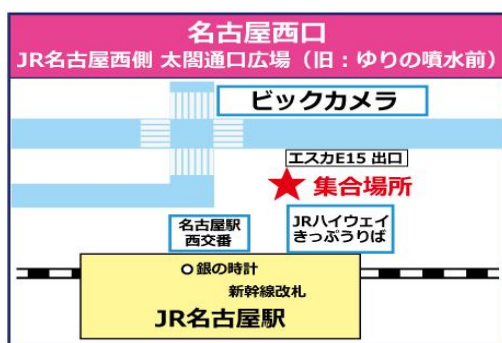 名古屋西口
JR名古屋西側 太閤通口広場（旧：ゆりの噴水前）
ビックカメラ
エスカE15 出口
集合場所
名古屋駅
西交番
JRハイウェイ
きっぷうりば
銀の時計
新幹線改札
JR名古屋駅